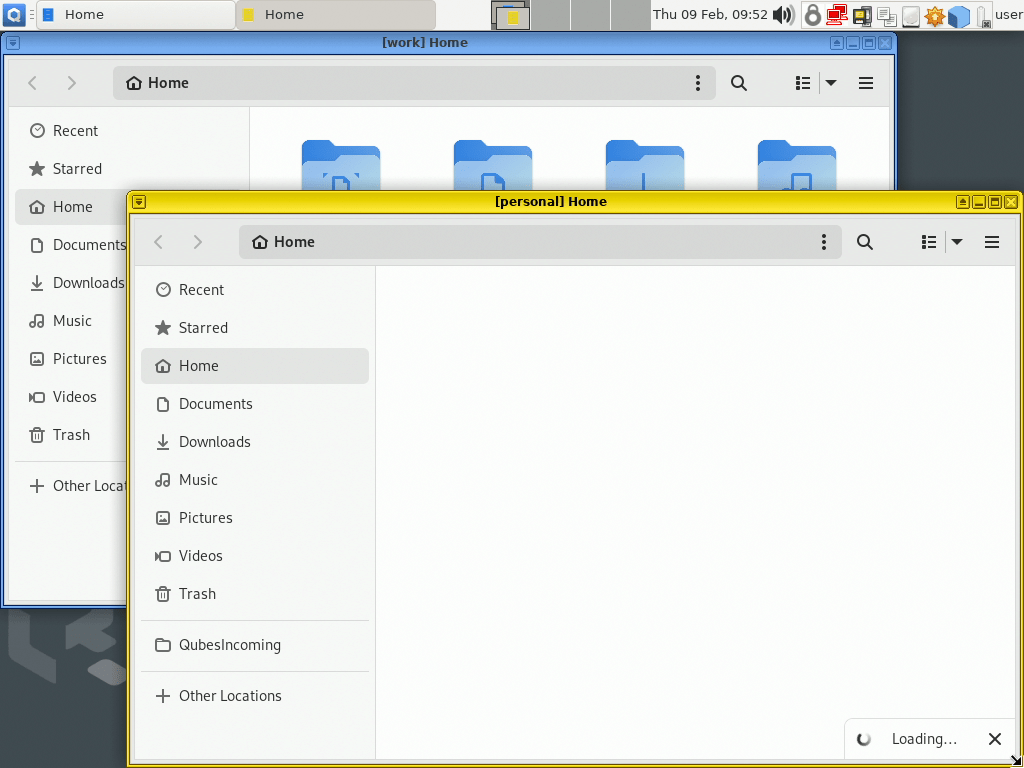 Home
Home
Thu 09 Feb, 09:52
user
[work] Home
Home
Recent
Starred
Home
Documents
Downloads
Music
Pictures
Videos
Trash
Other Locat
[personal] Home
Home
Recent
Starred
Home
Documents
Downloads
Music
Pictures
Videos
Trash
QubesIncoming
Other Locations
Loading...